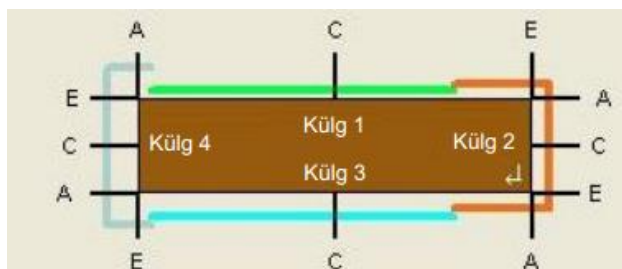 A C E
E A
Külg 1
C Külg 4 Külg 2 C
Külg 3
A E
E C A